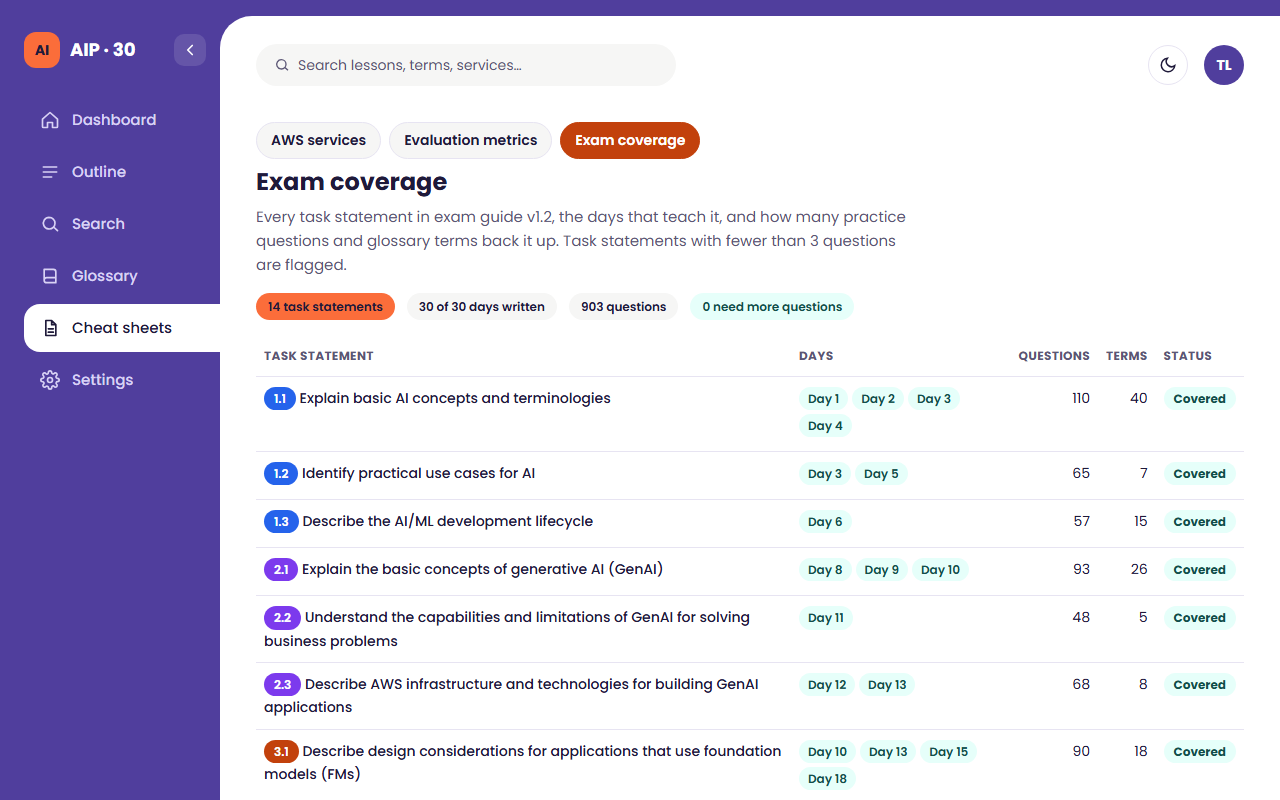 AI AIP · 30
Dashboard
Outline
Search
Glossary
Cheat sheets
Settings
Search lessons, terms, services…
TL
AWS services Evaluation metrics Exam coverage
Exam coverage
Every task statement in exam guide v1.2, the days that teach it, and how many practice
questions and glossary terms back it up. Task statements with fewer than 3 questions
are flagged.
14 task statements 30 of 30 days written 903 questions 0 need more questions
TASK STATEMENT DAYS QUESTIONS TERMS STATUS
1.1 Explain basic AI concepts and terminologies Day 1 Day 2 Day 3 110 40 Covered
Day 4
1.2 Identify practical use cases for AI Day 3 Day 5 65 7 Covered
1.3 Describe the AI/ML development lifecycle Day 6 57 15 Covered
2.1 Explain the basic concepts of generative AI (GenAI) Day 8 Day 9 Day 10 93 26 Covered
2.2 Understand the capabilities and limitations of GenAI for solving Day 11 48 5 Covered
business problems
2.3 Describe AWS infrastructure and technologies for building GenAI Day 12 Day 13 68 8 Covered
applications
3.1 Describe design considerations for applications that use foundation Day 10 Day 13 Day 15 90 18 Covered
models (FMs) Day 18